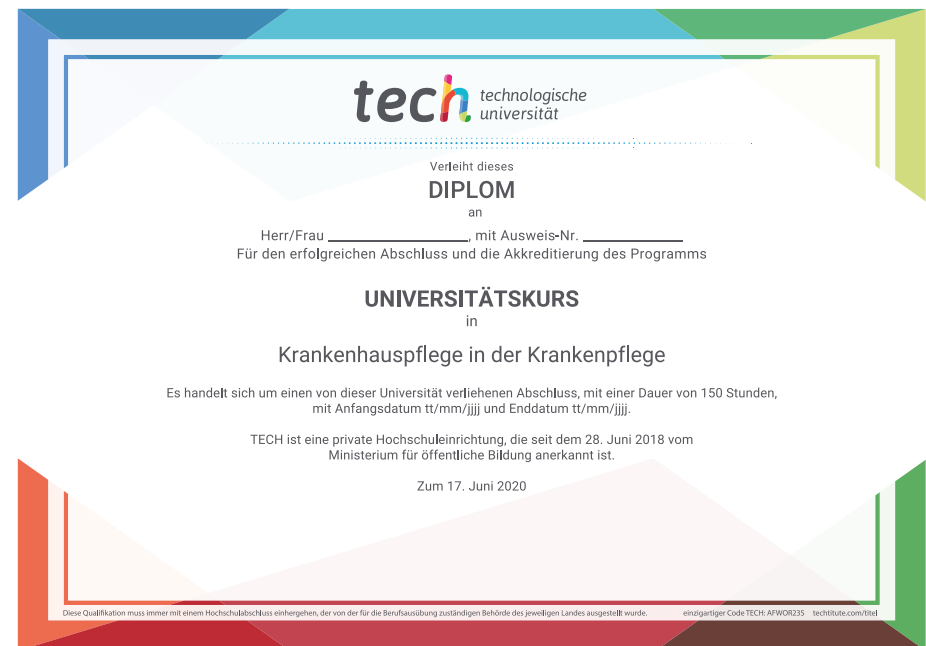 tech technologische
universität
Verleiht dieses
DIPLOM
an
Herr/Frau ____________________, mit Ausweis-Nr. ______________
Für den erfolgreichen Abschluss und die Akkreditierung des Programms
UNIVERSITÄTSKURS
in
Krankenhauspflege in der Krankenpflege
Es handelt sich um einen von dieser Universität verliehenen Abschluss, mit einer Dauer von 150 Stunden,
mit Anfangsdatum tt/mm/jjjj und Enddatum tt/mm/jjjj.
TECH ist eine private Hochschuleinrichtung, die seit dem 28. Juni 2018 vom
Ministerium für öffentliche Bildung anerkannt ist.
Zum 17. Juni 2020
Diese Qualifikation muss immer mit einem Hochschulabschluss einhergehen, der von der für die Berufsausübung zuständigen Behörde des jeweiligen Landes ausgestellt wurde. einzigartiger Code TECH: AFWOR23S techtitute.com/titel